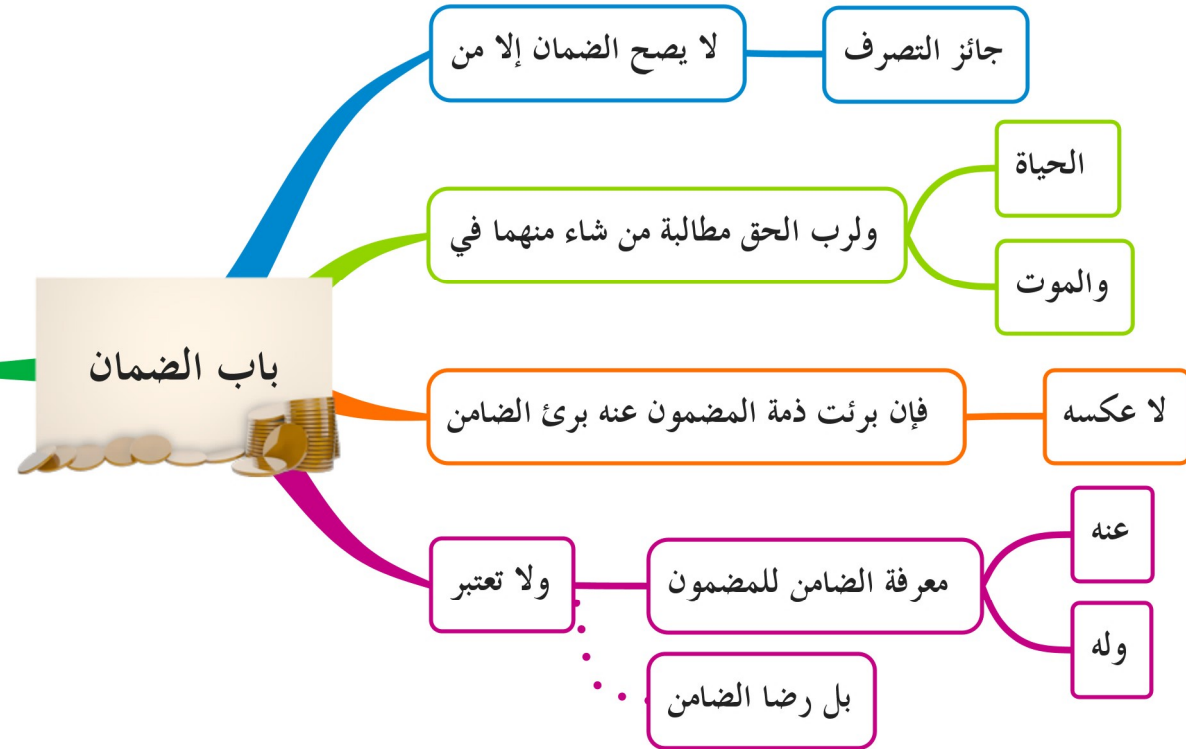 باب الضمان
لا يصح الضمان إلا من
جائز التصرف
ولرب الحق مطالبة من شاء منهما في
الحياة
والموت
فإن برئت ذمة المضمون عنه برئ الضامن
لا عكسه
ولا تعتبر
معرفة الضامن للمضمون
عنه
وله
بل رضا الضامن